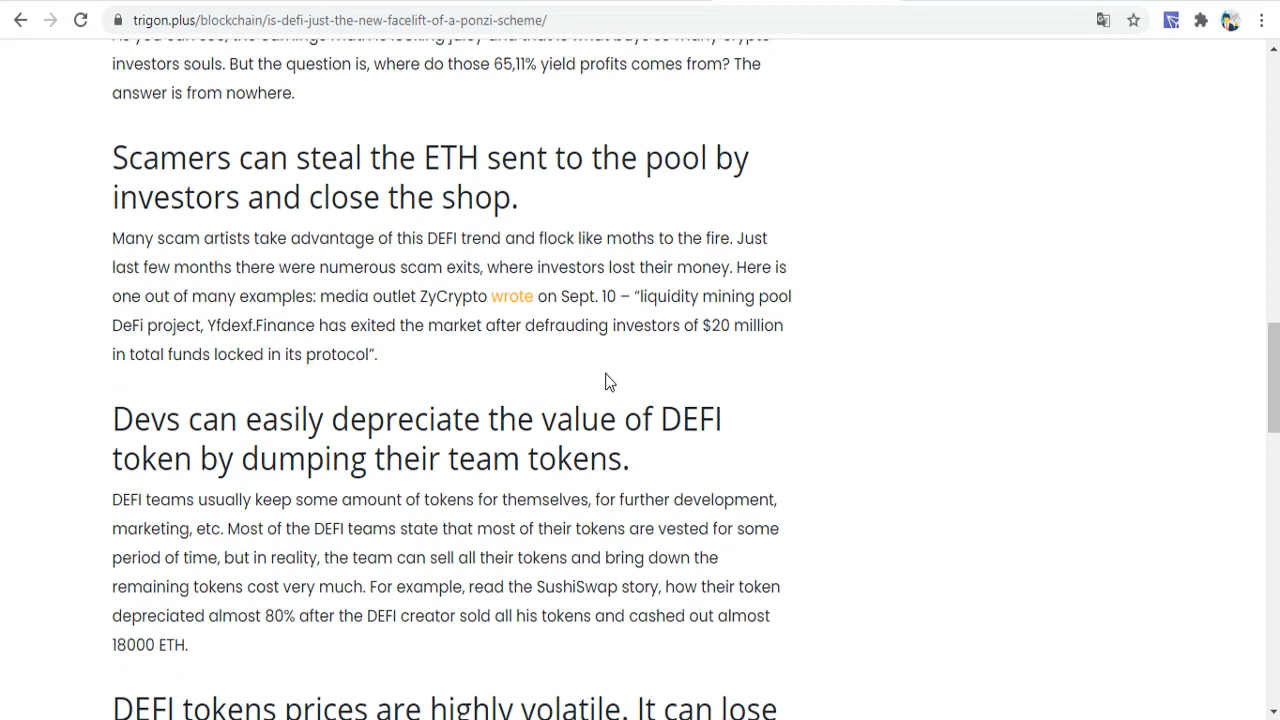 trigon.plus/blockchain/is-defi-just-the-new-facelift-of-a-ponzi-scheme/
investors souls. But the question is, where do those 65,11% yield profits comes from? The
answer is from nowhere.
Scamers can steal the ETH sent to the pool by
investors and close the shop.
Many scam artists take advantage of this DEFI trend and flock like moths to the fire. Just
last few months there were numerous scam exits, where investors lost their money. Here is
one out of many examples: media outlet ZyCrypto wrote on Sept. 10 – “liquidity mining pool
DeFi project, Yfdexf.Finance has exited the market after defrauding investors of $20 million
in total funds locked in its protocol”.
Devs can easily depreciate the value of DEFI
token by dumping their team tokens.
DEFI teams usually keep some amount of tokens for themselves, for further development,
marketing, etc. Most of the DEFI teams state that most of their tokens are vested for some
period of time, but in reality, the team can sell all their tokens and bring down the
remaining tokens cost very much. For example, read the SushiSwap story, how their token
depreciated almost 80% after the DEFI creator sold all his tokens and cashed out almost
18000 ETH.
DEFI tokens prices are highly volatile. It can lose